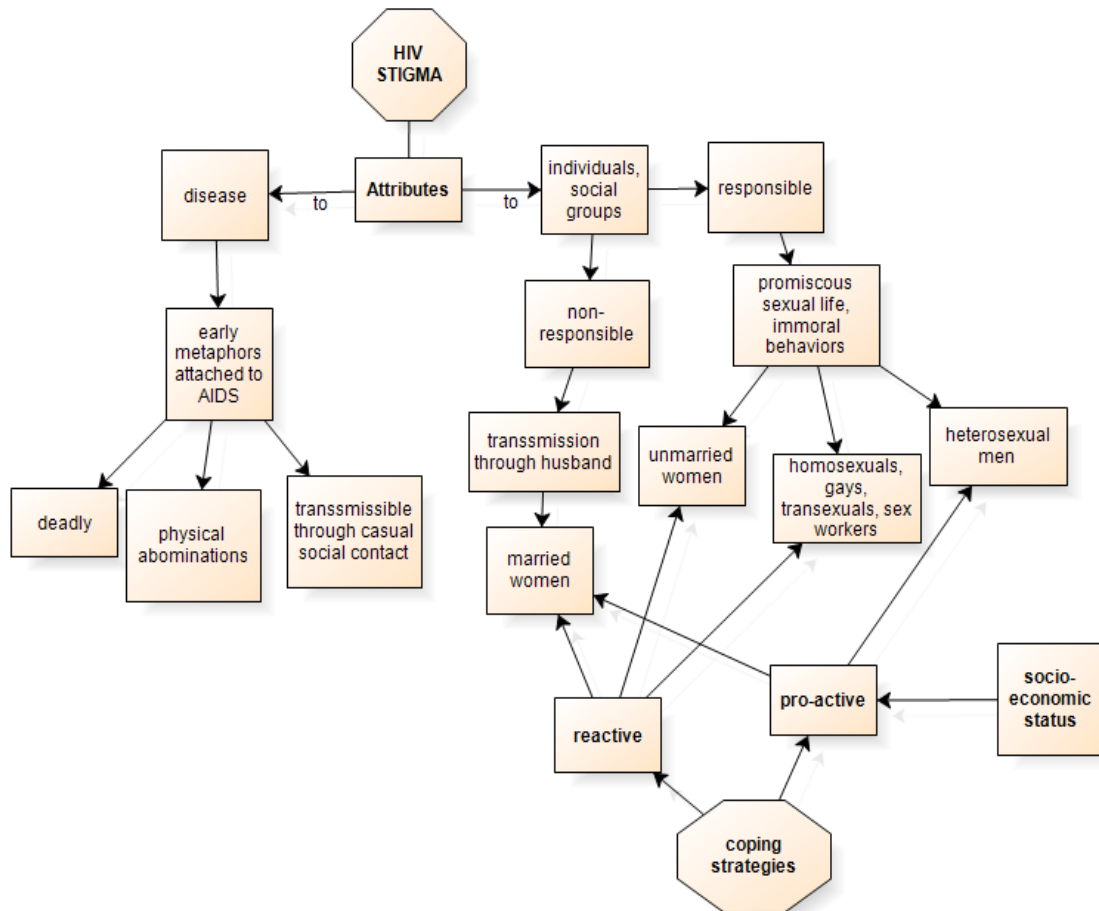 HIV
STIGMA
Attributes
disease
to
to
individuals,
social
groups
responsible
early
metaphors
attached to
AIDS
non-
responsible
promiscous
sexual life,
immoral
behaviors
deadly
physical
abominations
transsmissible
through casual
social contact
transsmission
through husband
unmarried
women
homosexuals,
gays,
transexuals, sex
workers
heterosexual
men
married
women
reactive
pro-active
socio-
economic
status
coping
strategies